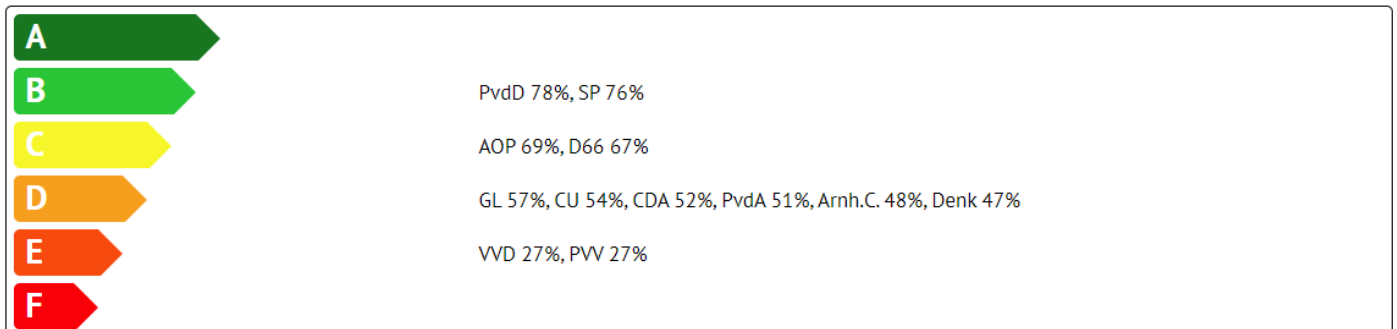 A
B PvdD 78%, SP 76%
C AOP 69%, D66 67%
D GL 57%, CU 54%, CDA 52%, PvdA 51%, Arnh.C. 48%, Denk 47%
E VVD 27%, PVV 27%
F